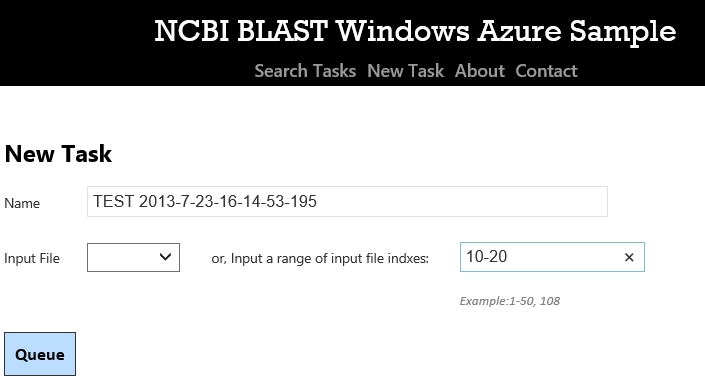 NCBI BLAST Windows Azure Sample
Search Tasks New Task About Contact
New Task
Name TEST 2013-7-23-16-14-53-195
Input File or, Input a range of input file indxes: 10-20
Example:1-50, 108
Queue